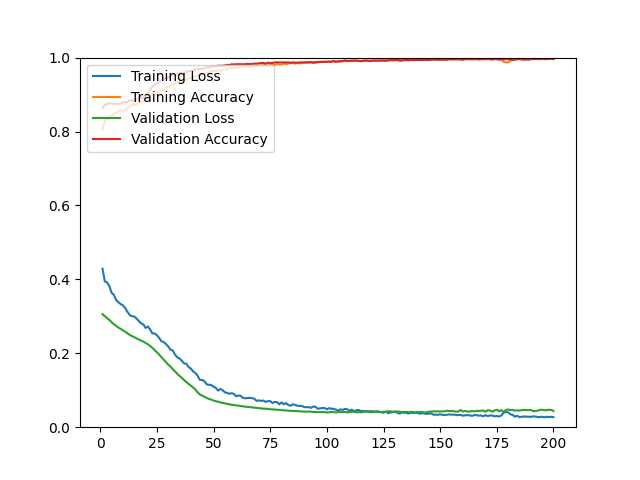 1.0
0.8
0.6
0.4
0.2
0.0
Training Loss
Training Accuracy
Validation Loss
Validation Accuracy
0 25 50 75 100 125 150 175 200